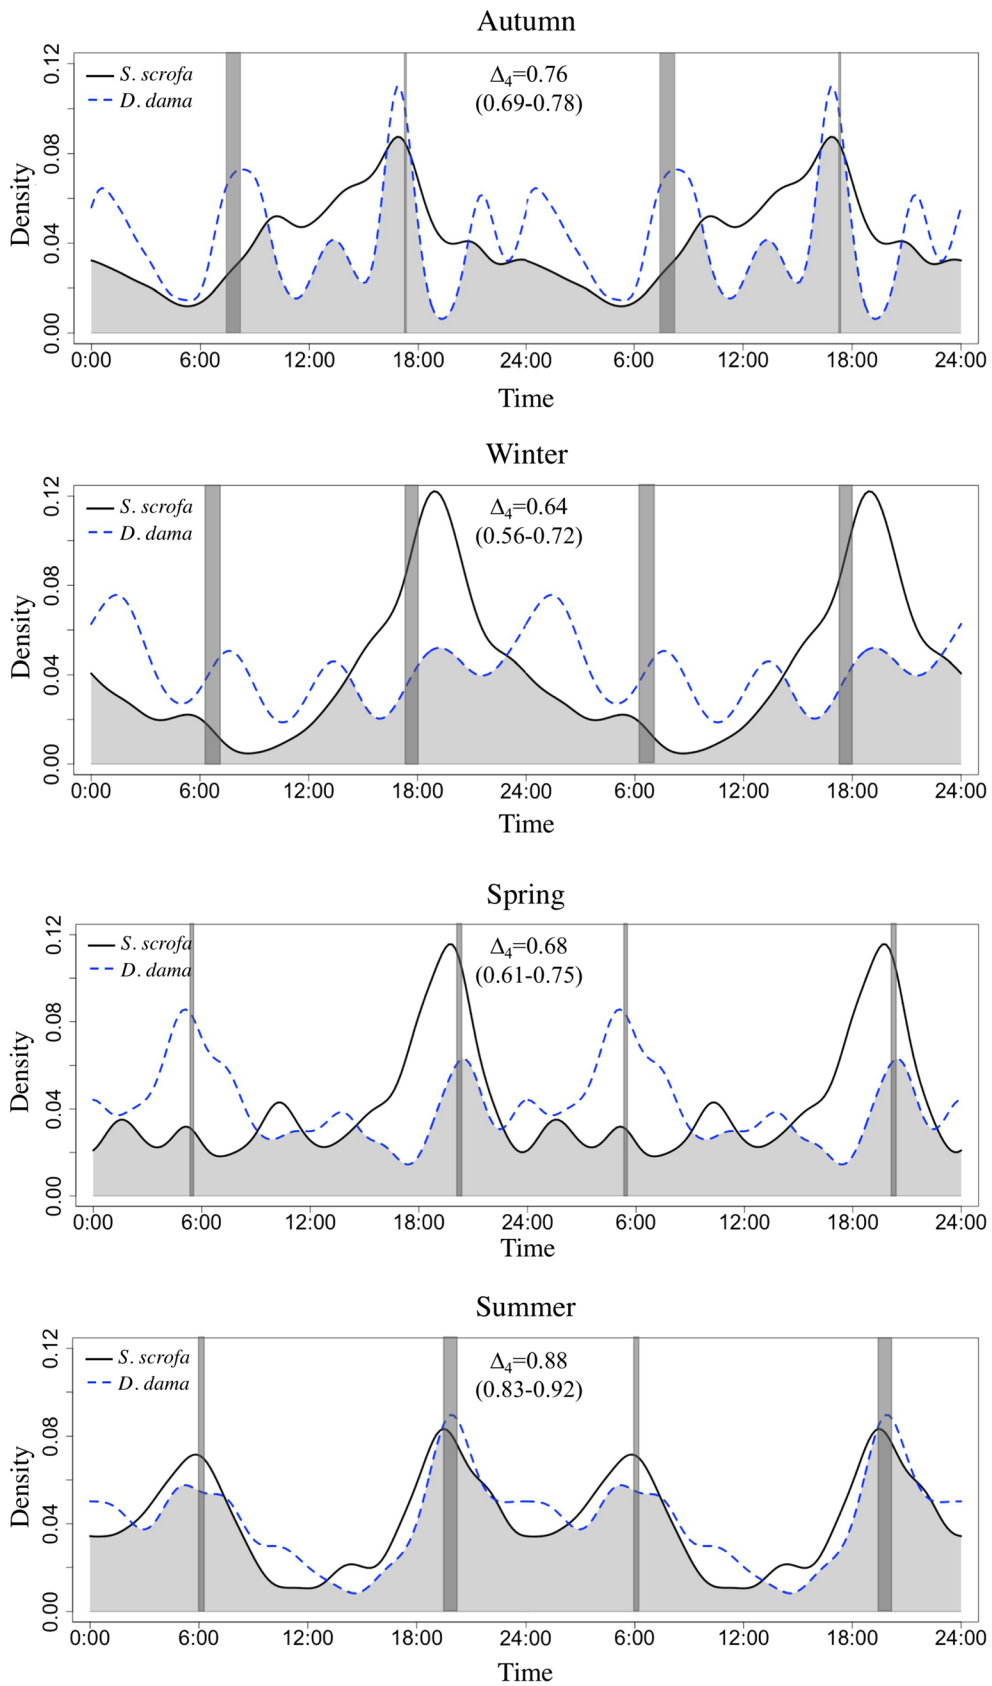 Autumn
S. scrofa
D. dama
Δ4=0.76
(0.69-0.78)
Density
0.12
0.08
0.04
0.00
0:00 6:00 12:00 18:00 24:00 6:00 12:00 18:00 24:00
Time
Winter
S. scrofa
D. dama
Δ4=0.64
(0.56-0.72)
Density
0.12
0.08
0.04
0.00
0:00 6:00 12:00 18:00 24:00 6:00 12:00 18:00 24:00
Time
Spring
S. scrofa
D. dama
Δ4=0.68
(0.61-0.75)
Density
0.12
0.08
0.04
0.00
0:00 6:00 12:00 18:00 24:00 6:00 12:00 18:00 24:00
Time
Summer
S. scrofa
D. dama
Δ4=0.88
(0.83-0.92)
Density
0.12
0.08
0.04
0.00
0:00 6:00 12:00 18:00 24:00 6:00 12:00 18:00 24:00
Time